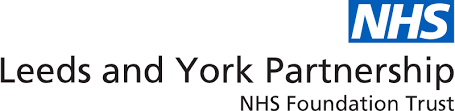 NHS
Leeds and York Partnership
NHS Foundation Trust